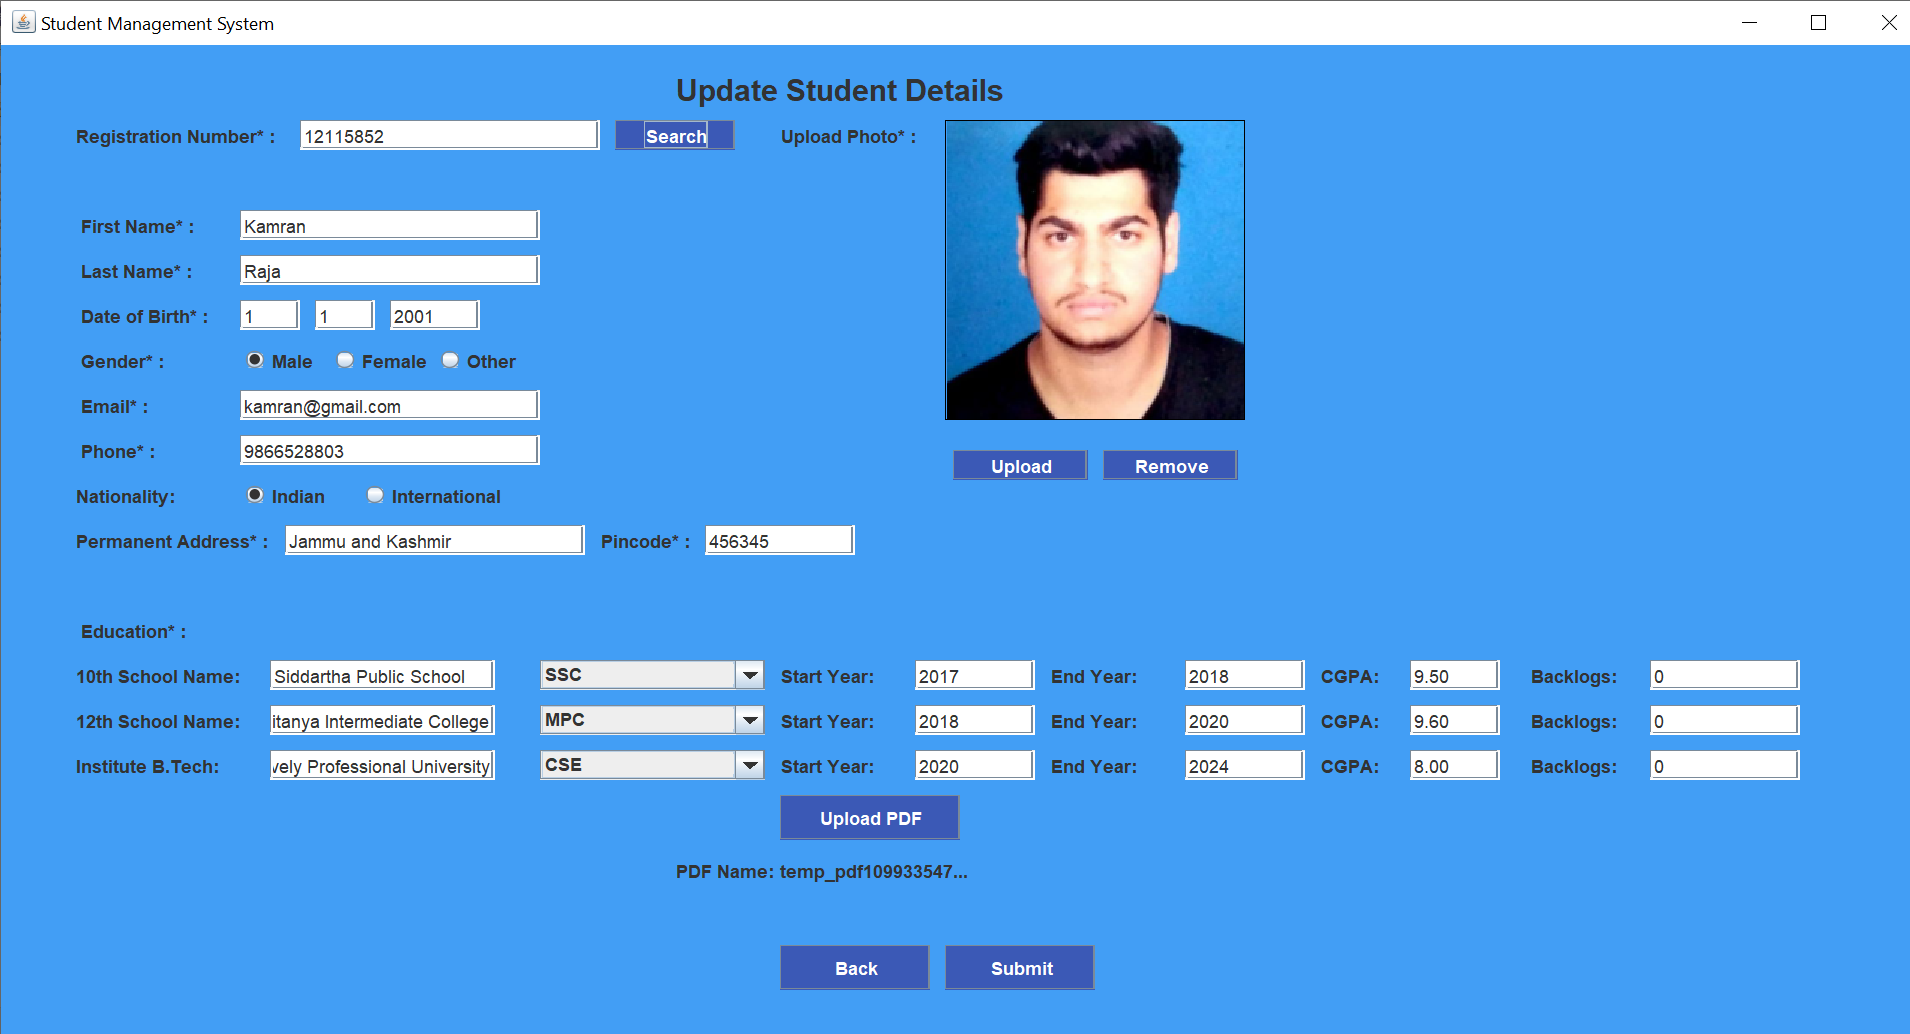 Student Management System
Update Student Details
Registration Number* : 12115852 Search Upload Photo* :
First Name* : Kamran
Last Name* : Raja
Date of Birth* : 1 1 2001
Gender* : Male Female Other
Email* : kamran@gmail.com
Phone* : 9866528803
Upload Remove
Nationality: Indian International
Permanent Address* : Jammu and Kashmir Pincode* : 456345
Education* :
10th School Name: Siddartha Public School SSC Start Year: 2017 End Year: 2018 CGPA: 9.50 Backlogs: 0
12th School Name: itanya Intermediate College MPC Start Year: 2018 End Year: 2020 CGPA: 9.60 Backlogs: 0
Institute B.Tech: vely Professional University CSE Start Year: 2020 End Year: 2024 CGPA: 8.00 Backlogs: 0
Upload PDF
PDF Name: temp_pdf109933547...
Back Submit